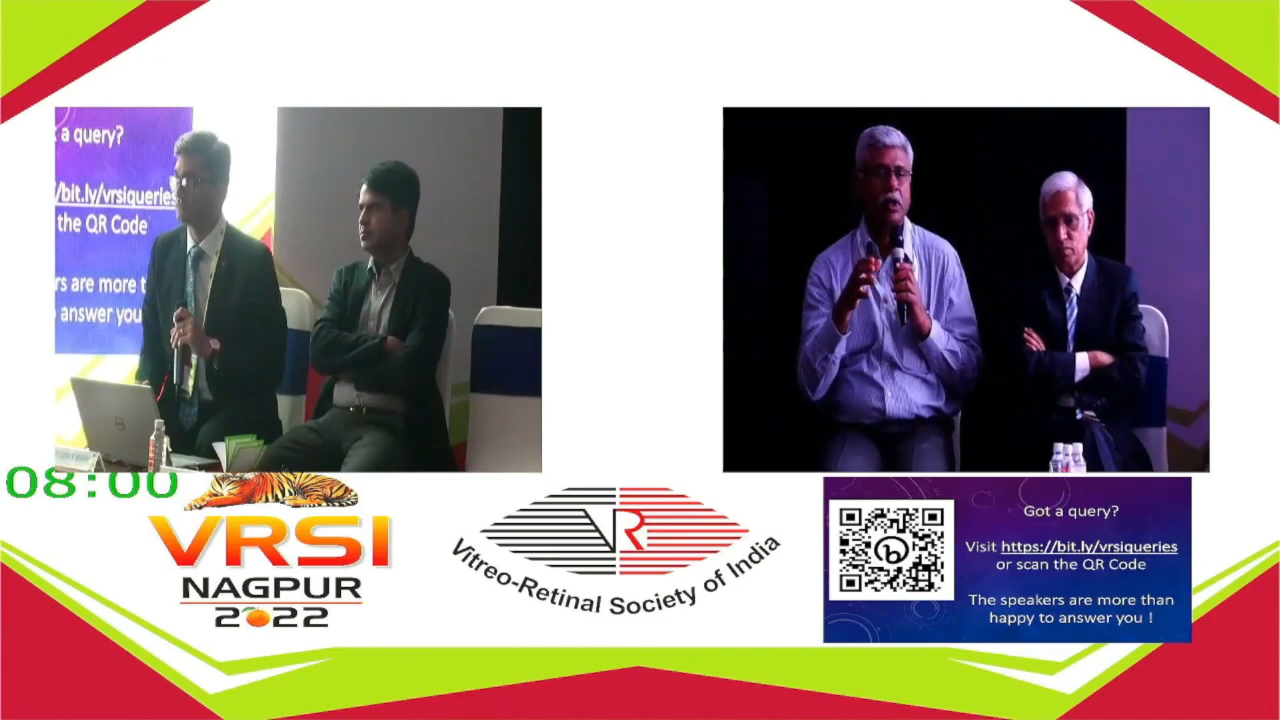 a query?
/bit.ly/vrsiqueries
the QR Code
rs are more t
answer you
08:00
VRSI
NAGPUR
2022
VR
Vitreo-Retinal Society of India
Got a query?
Visit https://bit.ly/vrsiqueries
or scan the QR Code
The speakers are more than
happy to answer you !